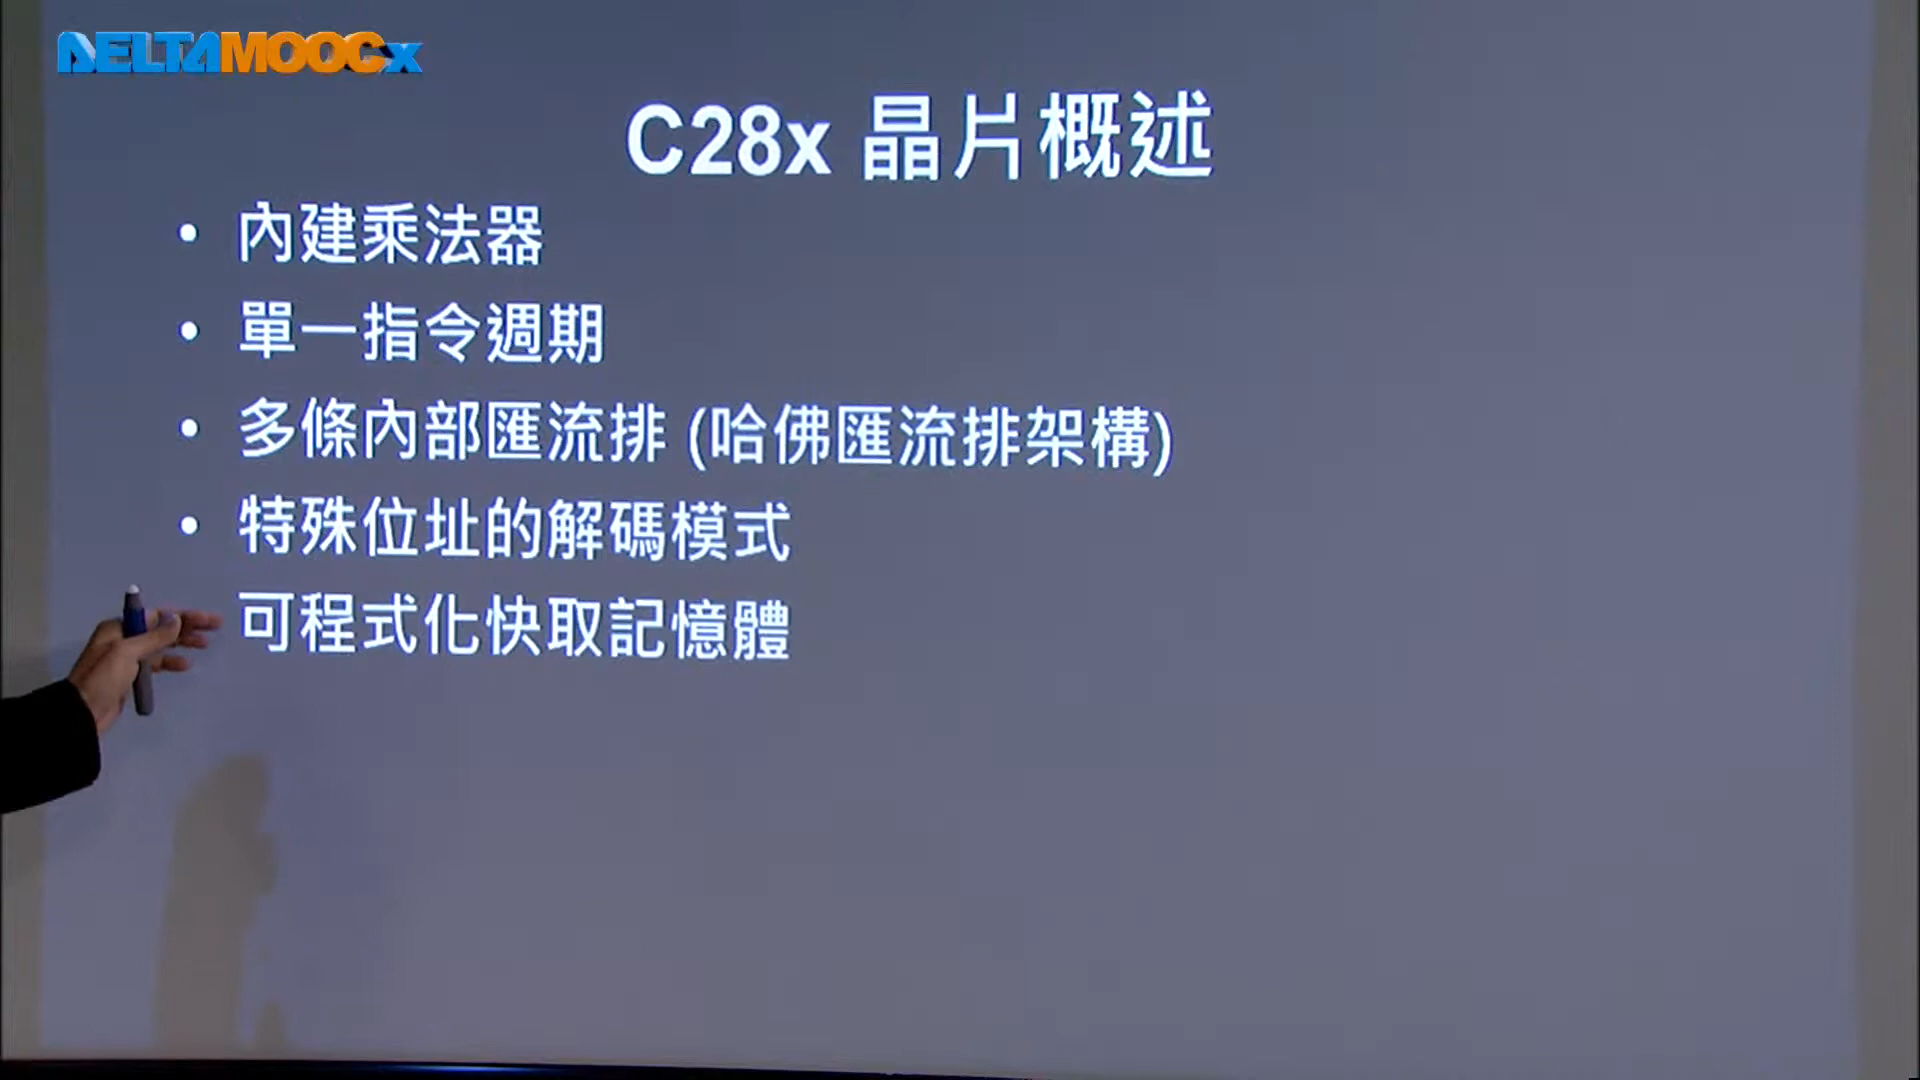 DELTAMOOCx
C28x 晶片概述
• 內建乘法器
• 單一指令週期
• 多條內部匯流排 (哈佛匯流排架構)
• 特殊位址的解碼模式
可程式化快取記憶體